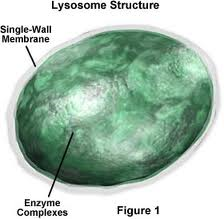 Lysosome Structure
Single-Wall
Membrane
Enzyme
Complexes
Figure 1